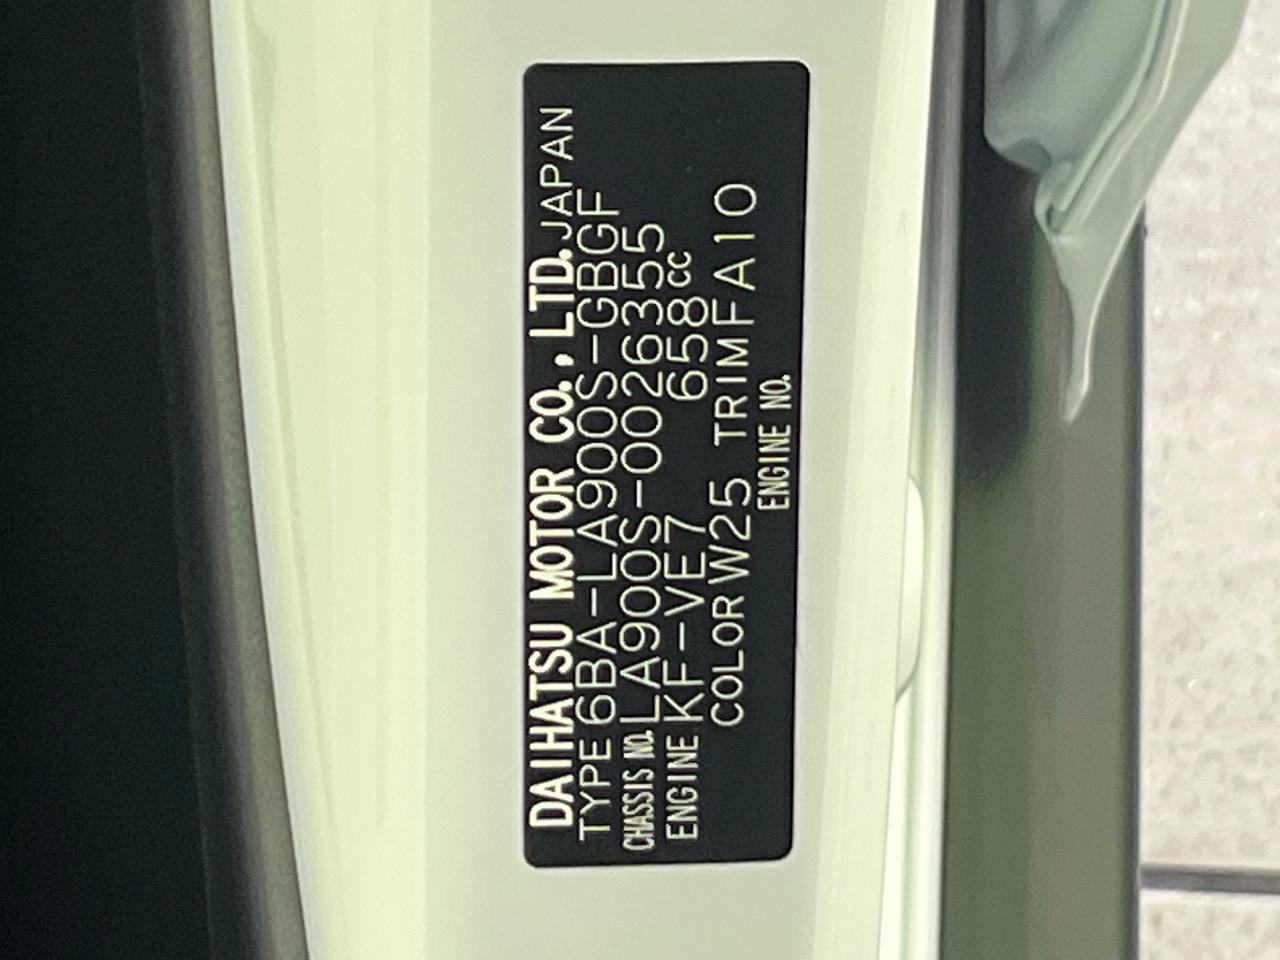 DAIHATSU MOTOR CO., LTD. JAPAN
TYPE 6BA-LA900S-GBGF
CHASSIS NO. LA900S-0026355
ENGINE KF-VE7 658cc
COLOR W25 TRIM FA10
ENGINE NO.